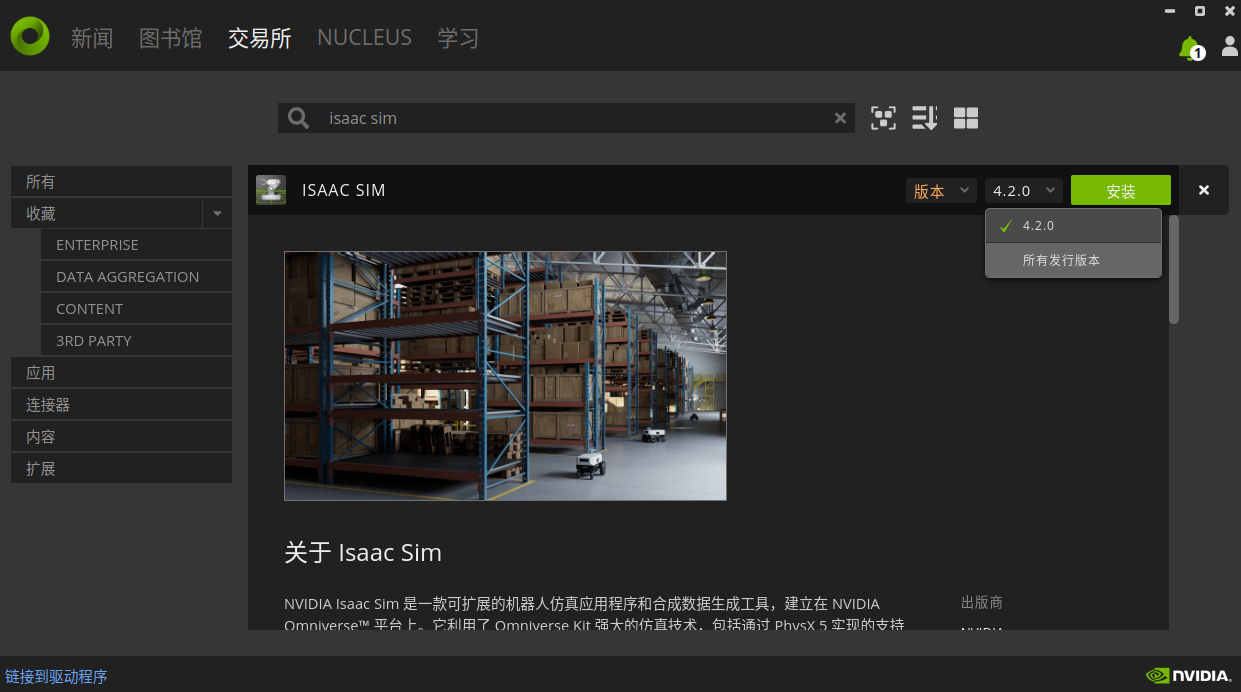 新闻 图书馆 交易所 NUCLEUS 学习
1
isaac sim
所有
收藏
ENTERPRISE
DATA AGGREGATION
CONTENT
3RD PARTY
应用
连接器
内容
扩展
ISAAC SIM 版本 4.2.0 安装
4.2.0
所有发行版本
关于 Isaac Sim
NVIDIA Isaac Sim 是一款可扩展的机器人仿真应用程序和合成数据生成工具，建立在 NVIDIA
Omniverse™ 平台上。它利用了 Omniverse Kit 强大的仿真技术，包括通过 PhysX 5 实现的支持
出版商
NVIDIA
链接到驱动程序
NVIDIA.